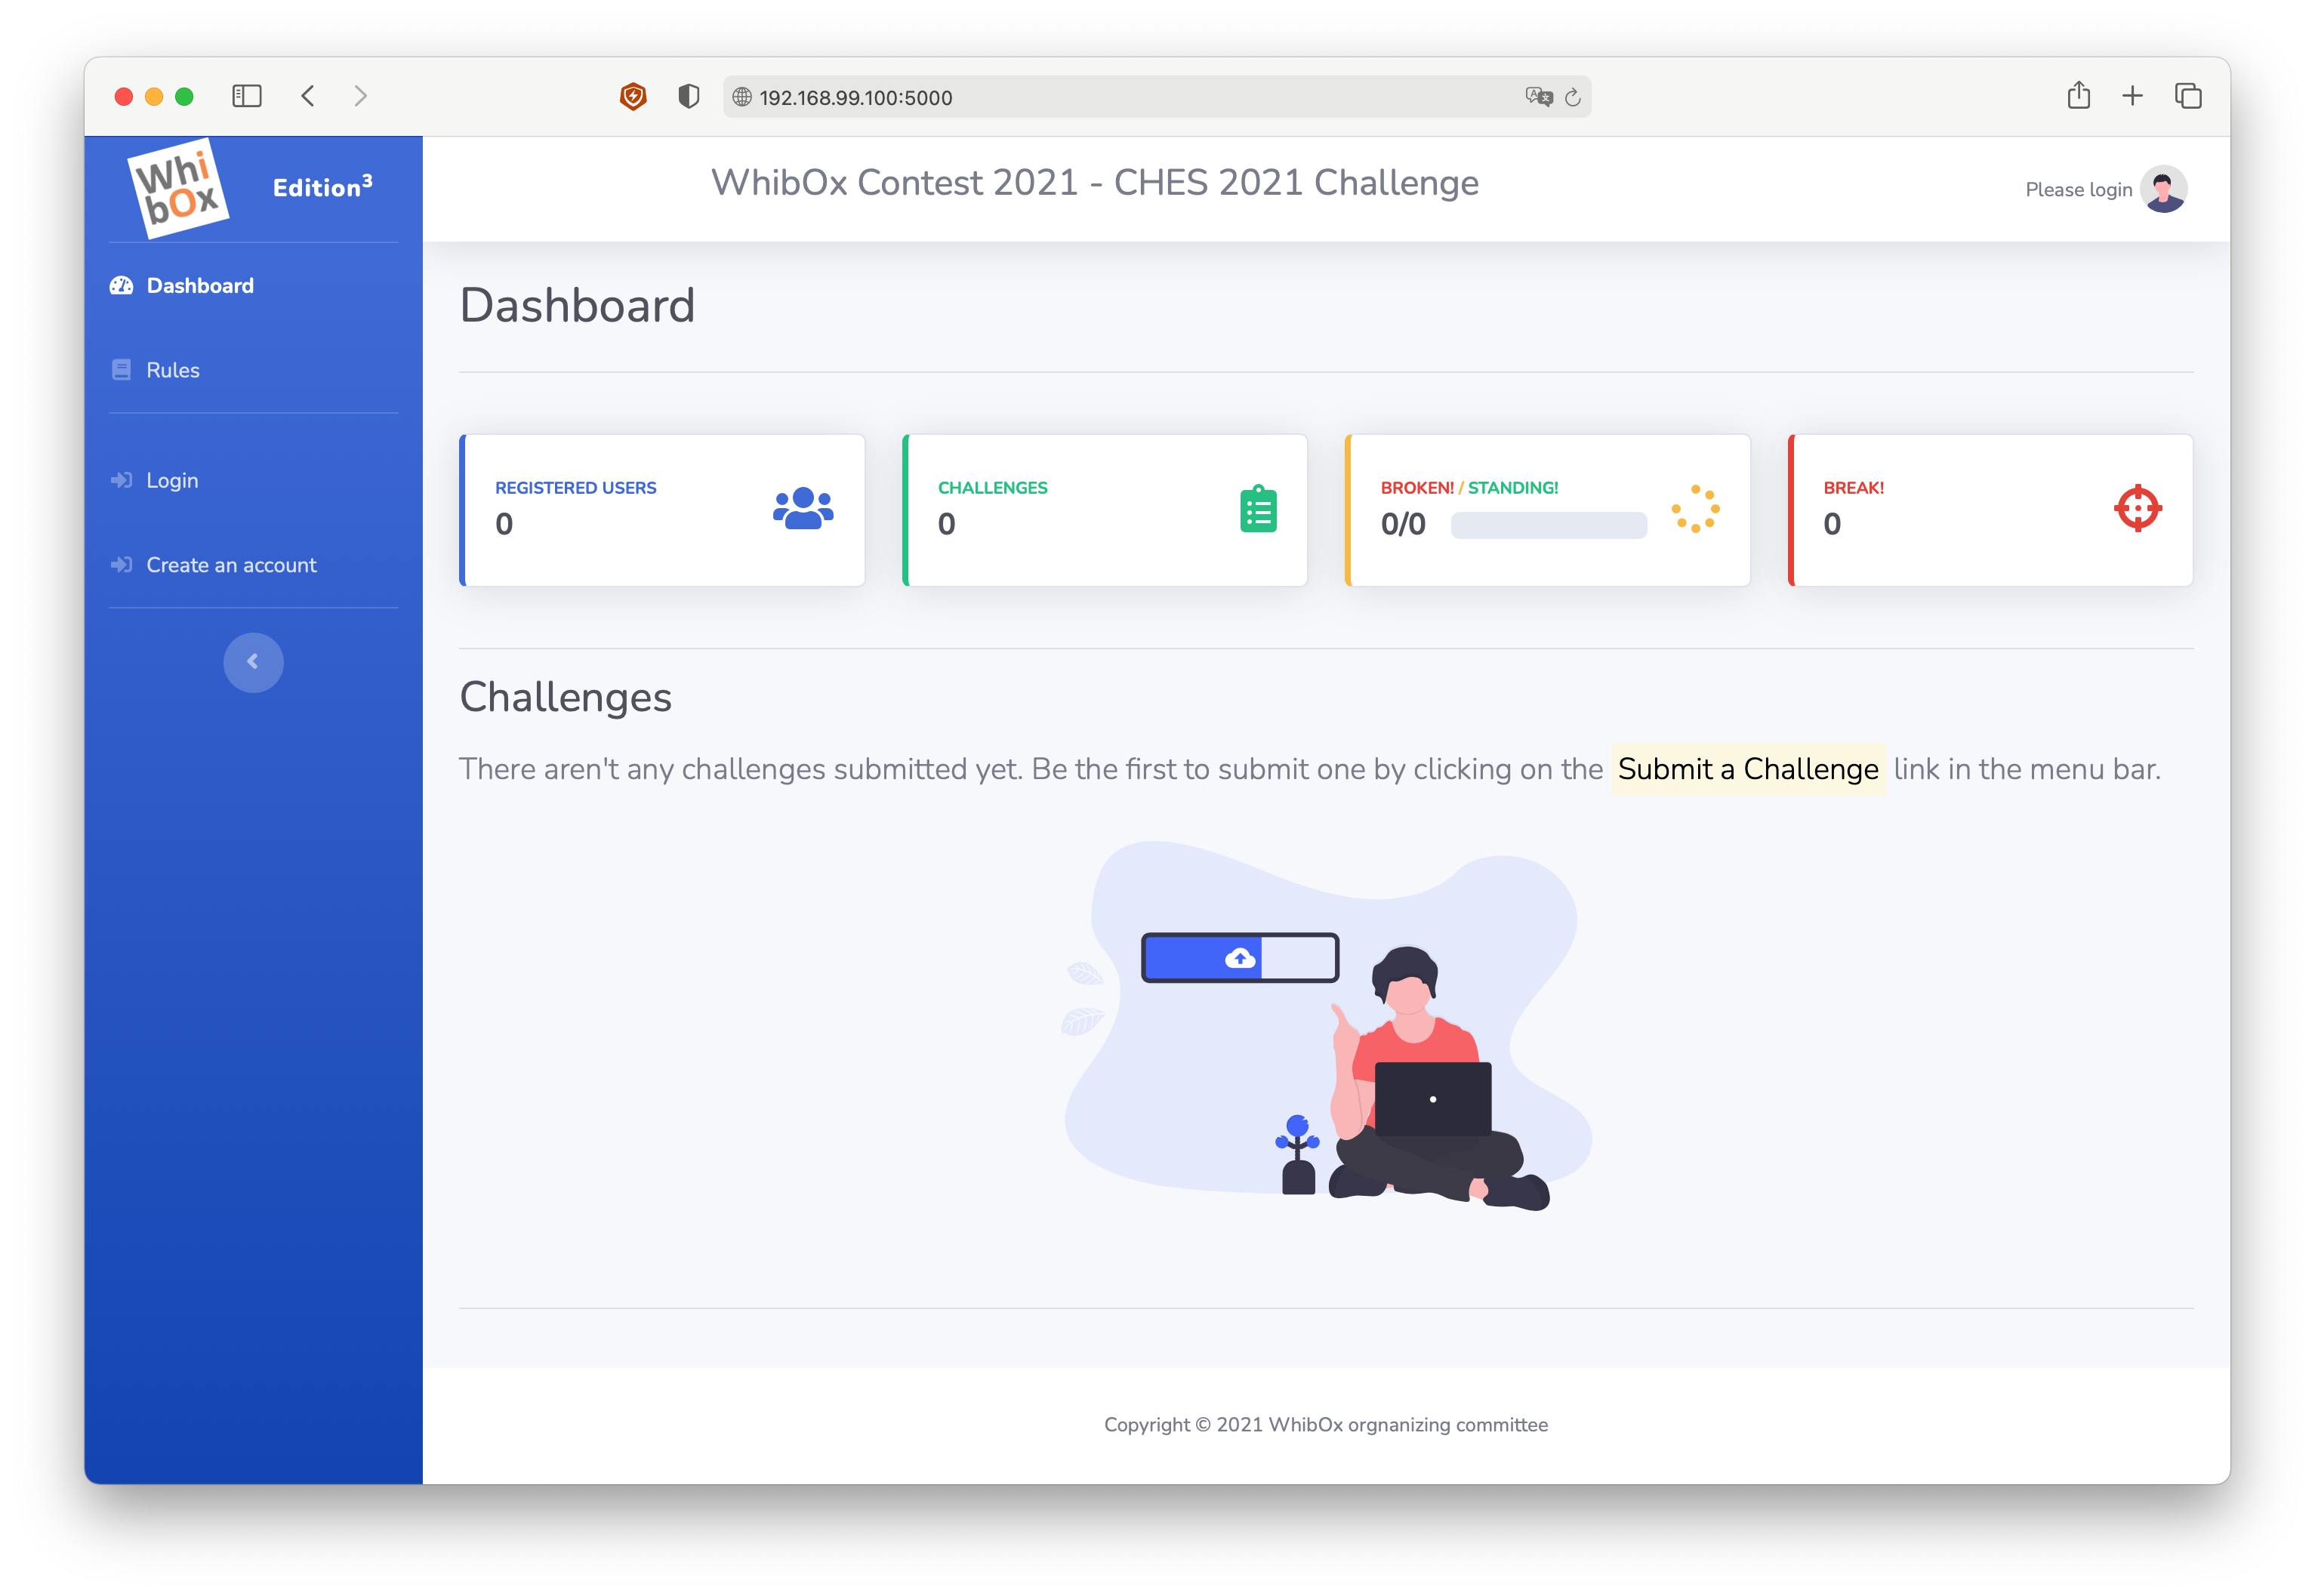 192.168.99.100:5000
Whi
bOx
Edition³
WhibOx Contest 2021 - CHES 2021 Challenge
Please login
Dashboard
Rules
Login
Create an account
Dashboard
REGISTERED USERS
0
CHALLENGES
0
BROKEN! / STANDING!
0/0
BREAK!
0
Challenges
There aren't any challenges submitted yet. Be the first to submit one by clicking on the Submit a Challenge link in the menu bar.
Copyright © 2021 WhibOx orgnanizing committee